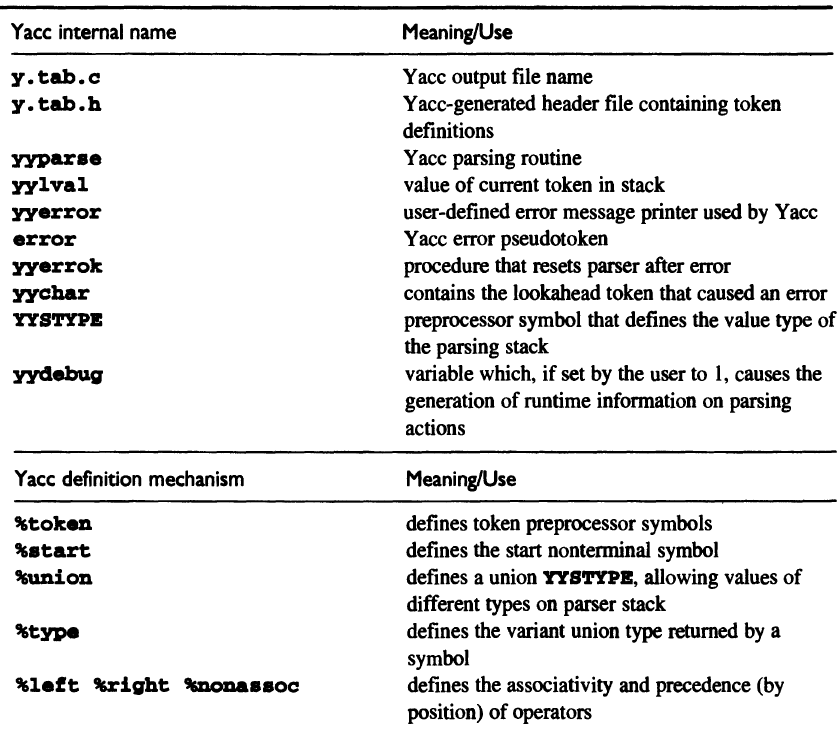 Yacc internal name Meaning/Use
y.tab.c Yacc output file name
y.tab.h Yacc-generated header file containing token
definitions
yyparse Yacc parsing routine
yylval value of current token in stack
yyerror user-defined error message printer used by Yacc
error Yacc error pseudotoken
yyerrok procedure that resets parser after error
yychar contains the lookahead token that caused an error
YYSTYPE preprocessor symbol that defines the value type of
the parsing stack
yydebug variable which, if set by the user to 1, causes the
generation of runtime information on parsing
actions
Yacc definition mechanism Meaning/Use
%token defines token preprocessor symbols
%start defines the start nonterminal symbol
%union defines a union YYSTYPE, allowing values of
different types on parser stack
%type defines the variant union type returned by a
symbol
%left %right %nonassoc defines the associativity and precedence (by
position) of operators